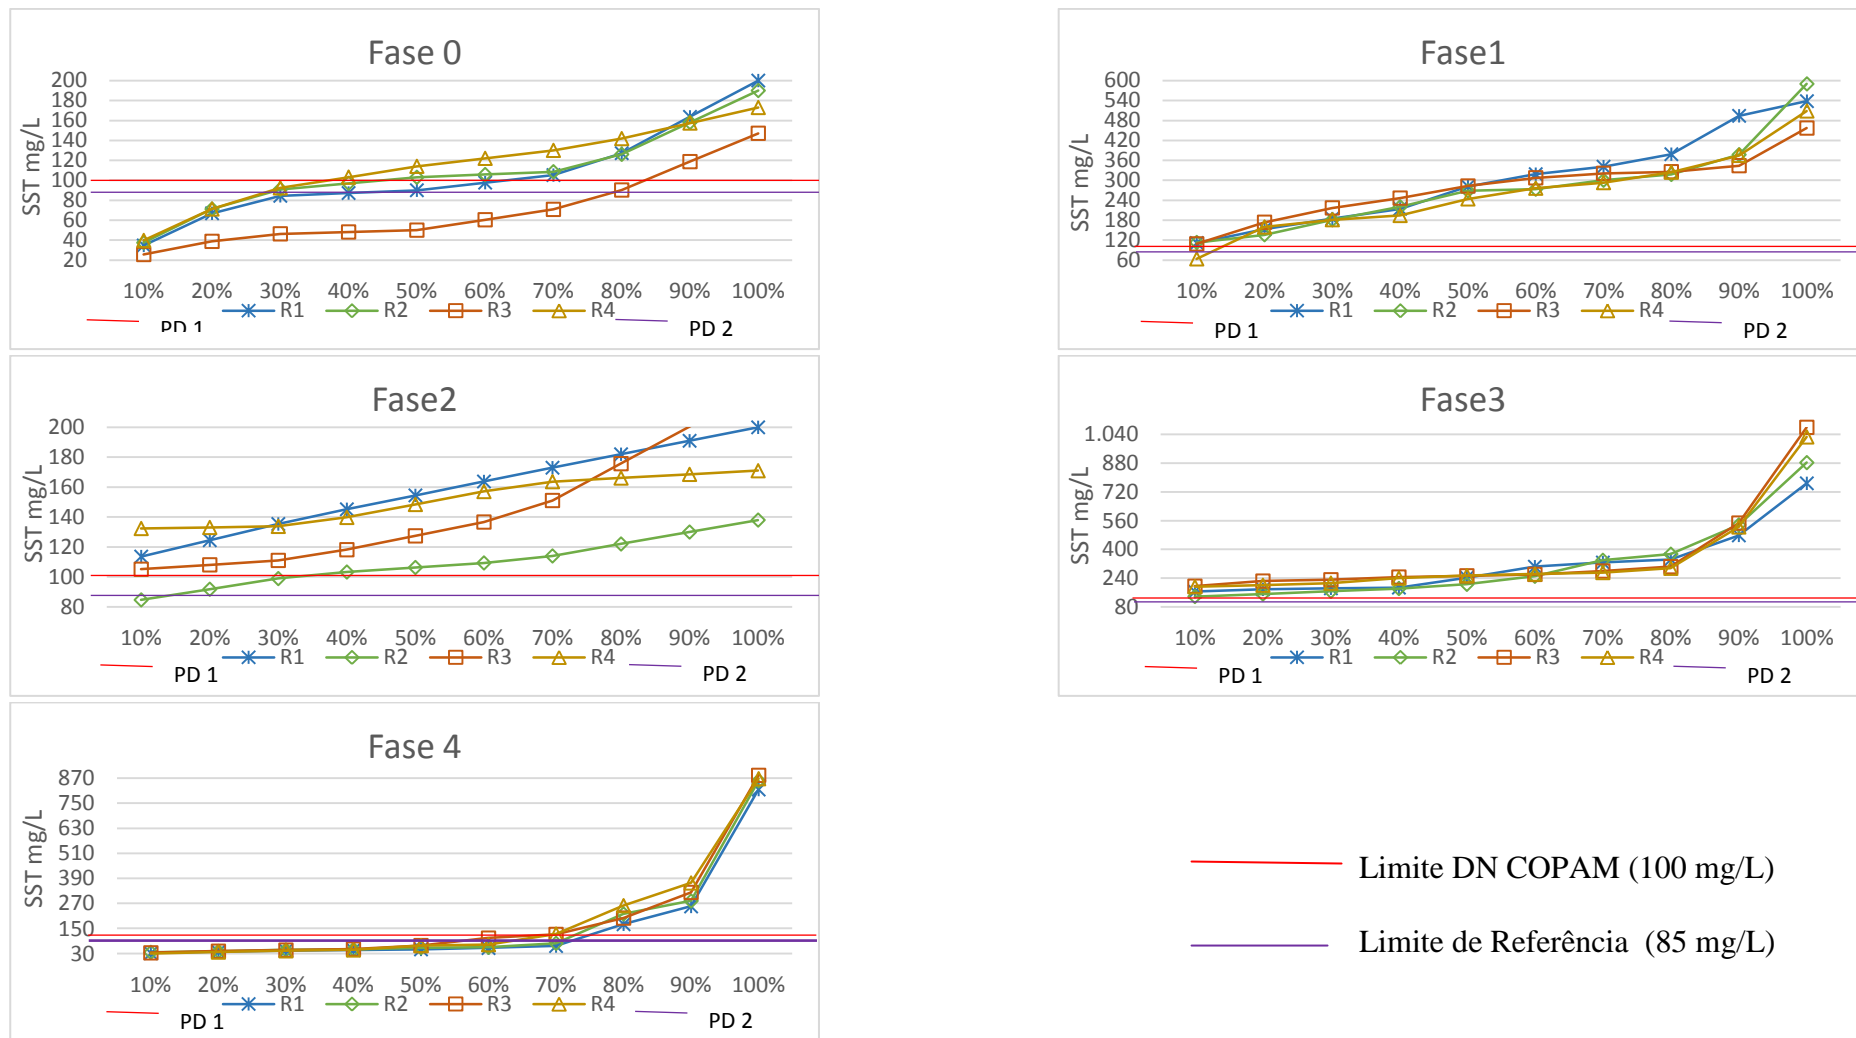 Fase 0
SST mg/L
200
180
160
140
120
100
80
60
40
20
10% 20% 30% 40% 50% 60% 70% 80% 90% 100%
R1 R2 R3 R4
PD 1 PD 2
Fase1
SST mg/L
600
540
480
420
360
300
240
180
120
60
10% 20% 30% 40% 50% 60% 70% 80% 90% 100%
R1 R2 R3 R4
PD 1 PD 2
Fase2
SST mg/L
200
180
160
140
120
100
80
10% 20% 30% 40% 50% 60% 70% 80% 90% 100%
R1 R2 R3 R4
PD 1 PD 2
Fase3
SST mg/L
1.040
880
720
560
400
240
80
10% 20% 30% 40% 50% 60% 70% 80% 90% 100%
R1 R2 R3 R4
PD 1 PD 2
Fase 4
SST mg/L
870
750
630
510
390
270
150
30
10% 20% 30% 40% 50% 60% 70% 80% 90% 100%
R1 R2 R3 R4
PD 1 PD 2
Limite DN COPAM (100 mg/L)
Limite de Referência (85 mg/L)